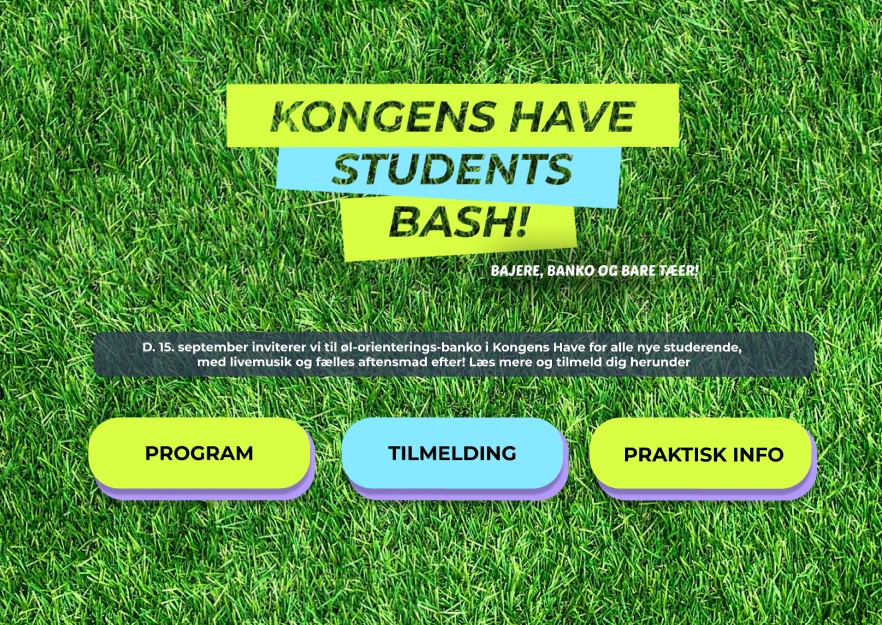 KONGENS HAVE
STUDENTS
BASH!
BAJERE, BANKO OG BARE TÆER!
D. 15. september inviterer vi til øl-orienterings-banko i Kongens Have for alle nye studerende,
med livemusik og fælles aftensmad efter! Læs mere og tilmeld dig herunder
PROGRAM
TILMELDING
PRAKTISK INFO